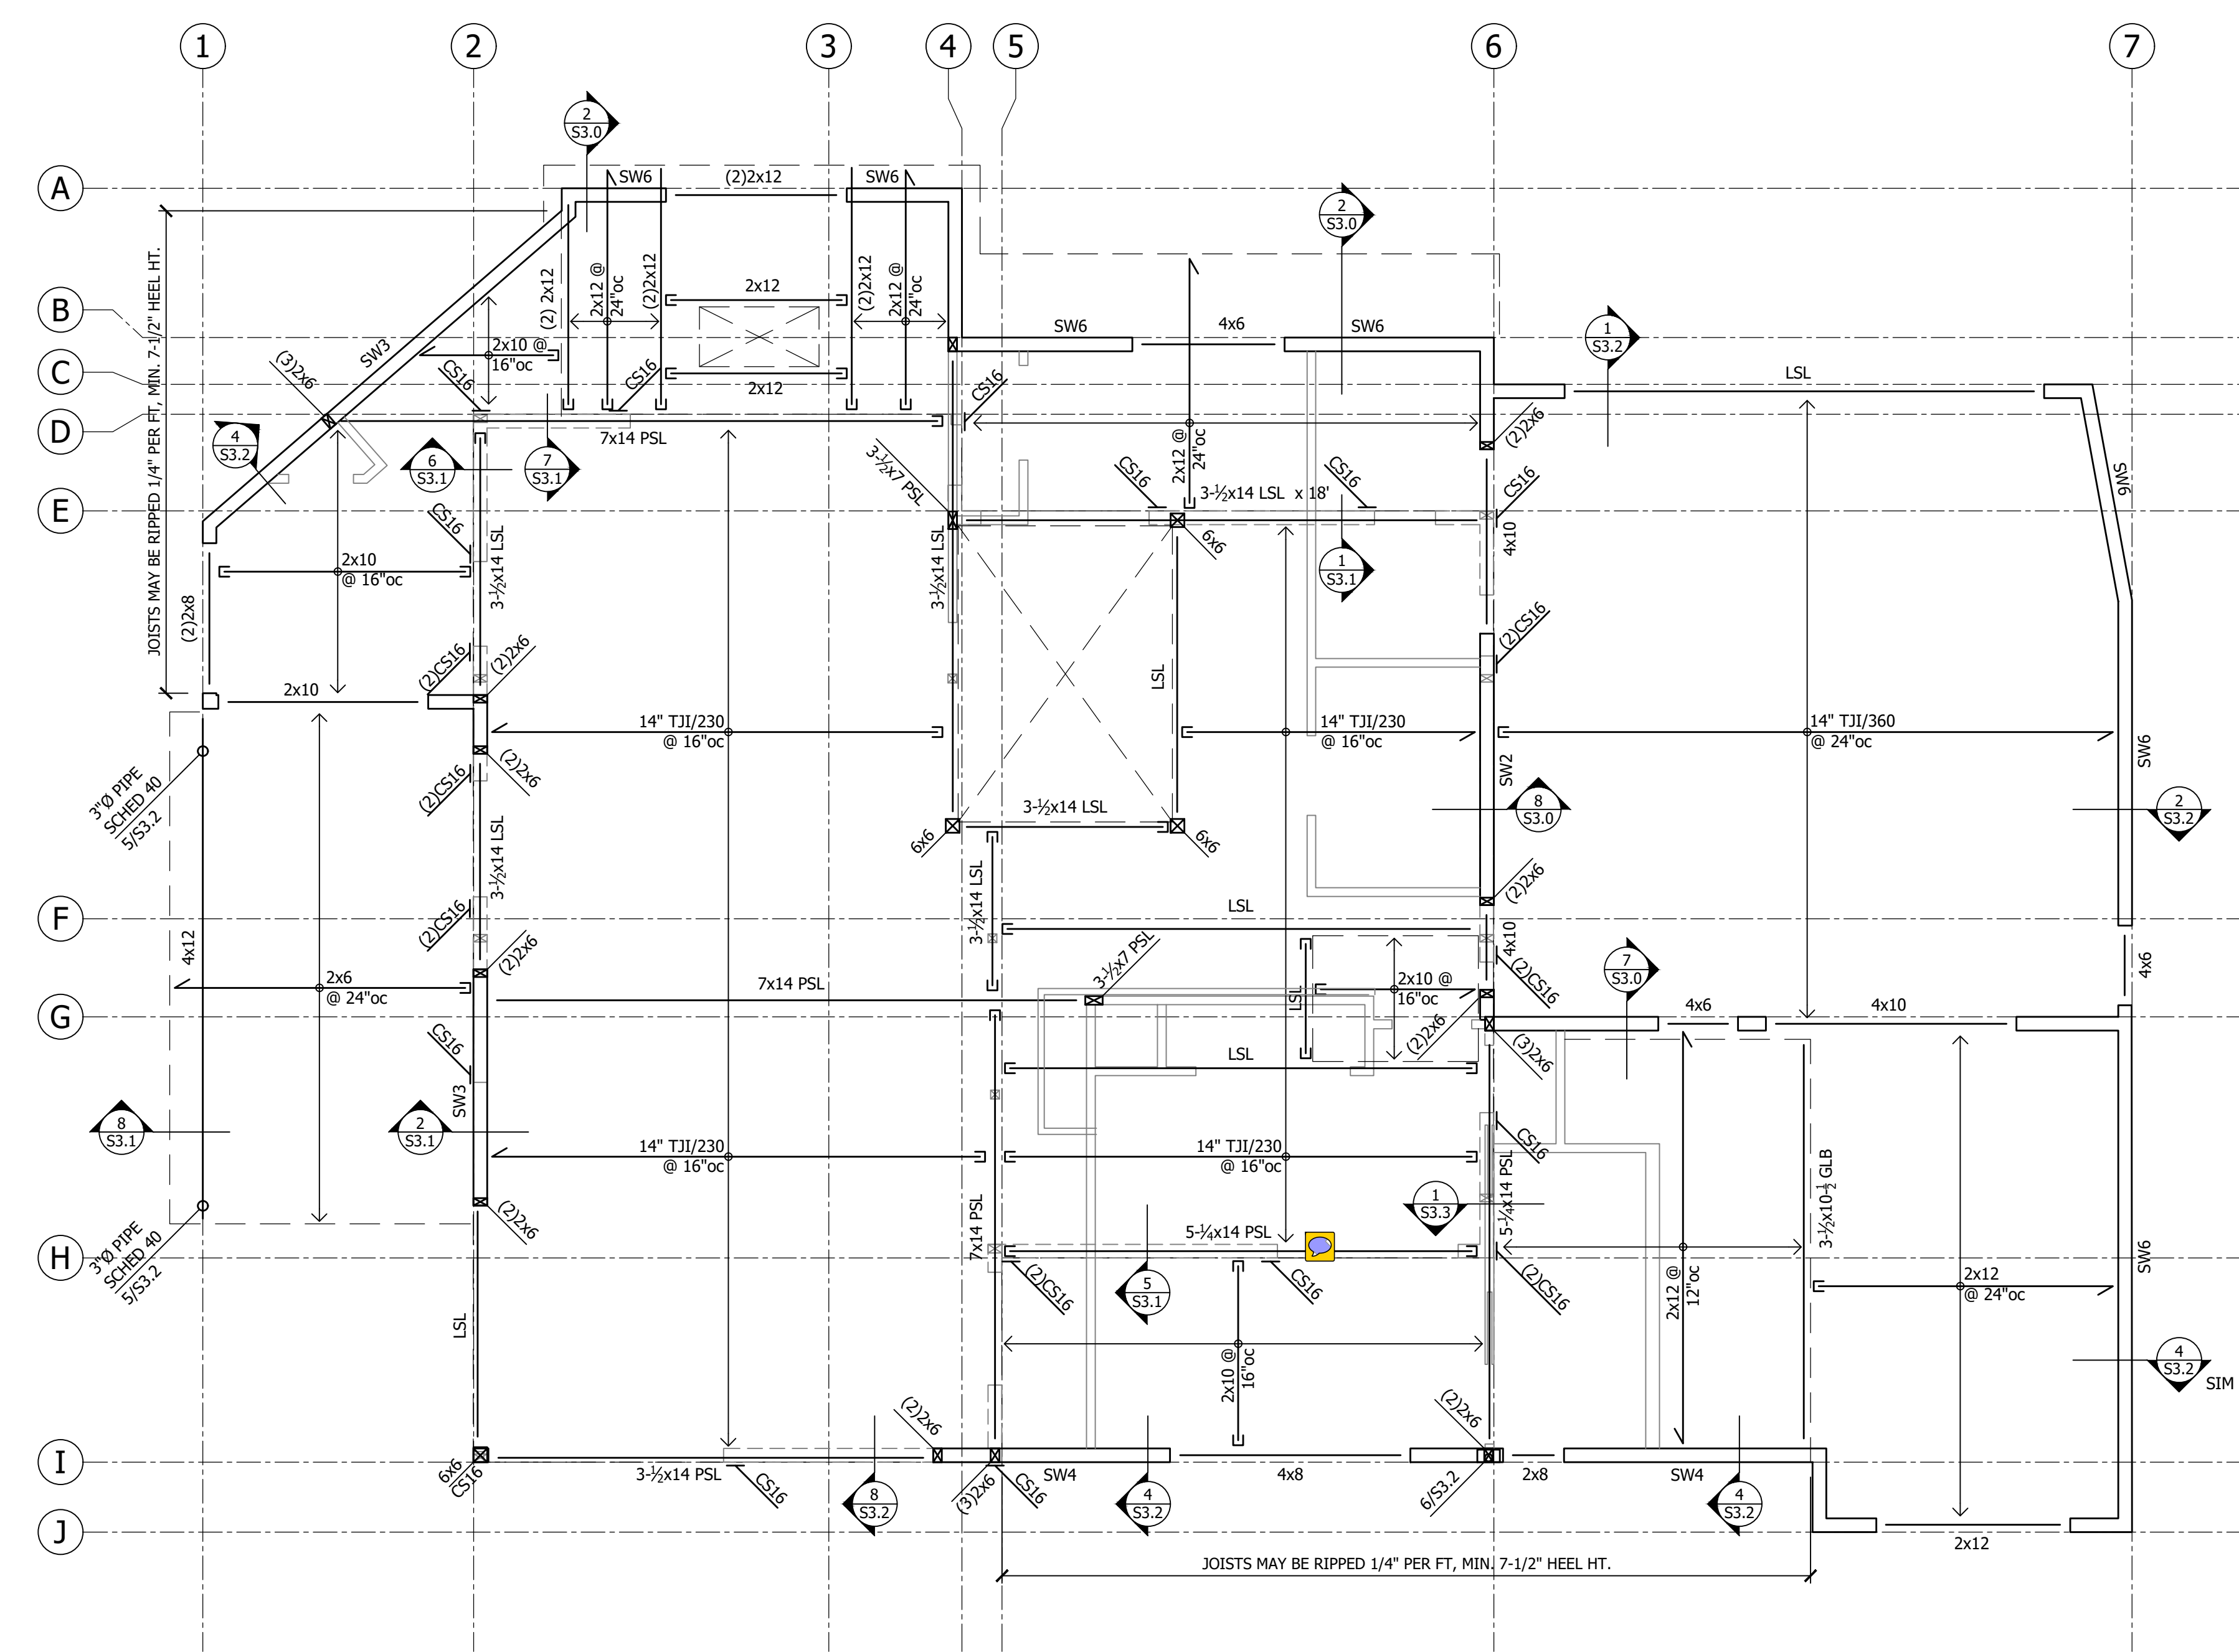 1
2
3
4
5
6
7
2
S3.0
A
SW6
(2)2x12
SW6
2
S3.0
JOISTS MAY BE RIPPED 1/4" PER FT, MIN. 7-1/2" HEEL HT.
B
(2) 2x12
2x12 @
24"oc
(2)2x12
2x12
(2)2x12
2x12 @
24"oc
SW6
4x6
SW6
1
S3.2
SW3
2x10 @
16"oc
C
(3)2x6
CS16
CS16
2x12
CS16
LSL
D
4
S3.2
6
S3.1
7
S3.1
7x14 PSL
3-½x7 PSL
CS16
2x12 @
24"oc
CS16
(2)2x6
SW6
E
CS16
3-½x14 LSL x 18'
CS16
2x10
@ 16"oc
3-½x14 LSL
3-½x14 LSL
6x6
1
S3.1
4x10
(2)2x8
(2)CS16
(2)2x6
(2)CS16
LSL
2x10
14" TJI/230
@ 16"oc
14" TJI/230
@ 16"oc
14" TJI/360
@ 24"oc
SW2
SW6
3"Ø PIPE
SCHED 40
5/S3.2
(2)CS16
(2)2x6
3-½x14 LSL
6x6
6x6
8
S3.0
2
S3.2
3-½x14 LSL
3-½x14 LSL
(2)2x6
F
(2)CS16
LSL
4x12
(2)2x6
4x10
7
S3.0
4x6
2x6
@ 24"oc
7x14 PSL
3-½x7 PSL
LSL
2x10 @
16"oc
(2)CS16
G
4x6
4x10
CS16
LSL
(2)2x6
(3)2x6
8
S3.1
2
S3.1
SW3
14" TJI/230
@ 16"oc
14" TJI/230
@ 16"oc
CS16
1
S3.3
5-¼x14 PSL
3-½x10-½ GLB
(2)2x6
7x14 PSL
5-¼x14 PSL
H
3"Ø PIPE
SCHED 40
5/S3.2
(2)CS16
5
S3.1
CS16
(2)CS16
2x12 @
12"oc
2x12
@ 24"oc
SW6
LSL
2x10 @
16"oc
4
S3.2
SIM
(2)2x6
(2)2x6
I
6x6
CS16
3-½x14 PSL
CS16
8
S3.2
(3)2x6
CS16
SW4
4
S3.2
4x8
6/S3.2
2x8
SW4
4
S3.2
J
2x12
JOISTS MAY BE RIPPED 1/4" PER FT, MIN. 7-1/2" HEEL HT.